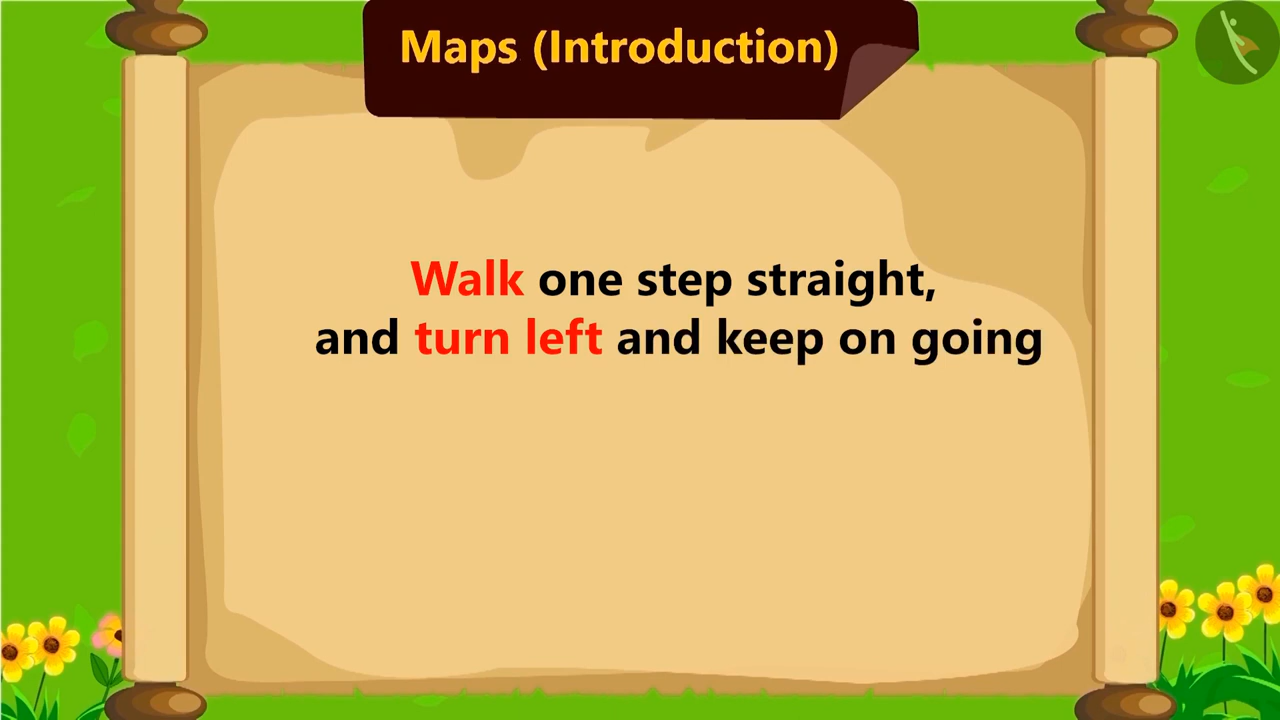 Maps (Introduction)
Walk one step straight,
and turn left and keep on going